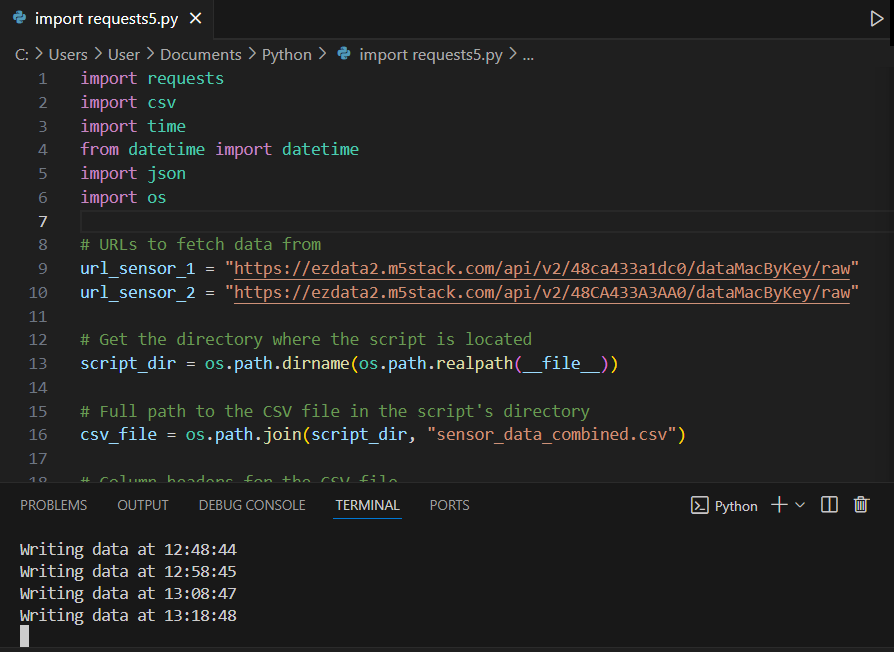 import requests5.py
C: > Users > User > Documents > Python > import requests5.py > ...
1 import requests
2 import csv
3 import time
4 from datetime import datetime
5 import json
6 import os
7
8 # URLs to fetch data from
9 url_sensor_1 = "https://ezdata2.m5stack.com/api/v2/48ca433a1dc0/dataMacByKey/raw"
10 url_sensor_2 = "https://ezdata2.m5stack.com/api/v2/48CA433A3AA0/dataMacByKey/raw"
11
12 # Get the directory where the script is located
13 script_dir = os.path.dirname(os.path.realpath(__file__))
14
15 # Full path to the CSV file in the script's directory
16 csv_file = os.path.join(script_dir, "sensor_data_combined.csv")
17
18 # Column headers for the CSV file
PROBLEMS OUTPUT DEBUG CONSOLE TERMINAL PORTS Python
Writing data at 12:48:44
Writing data at 12:58:45
Writing data at 13:08:47
Writing data at 13:18:48